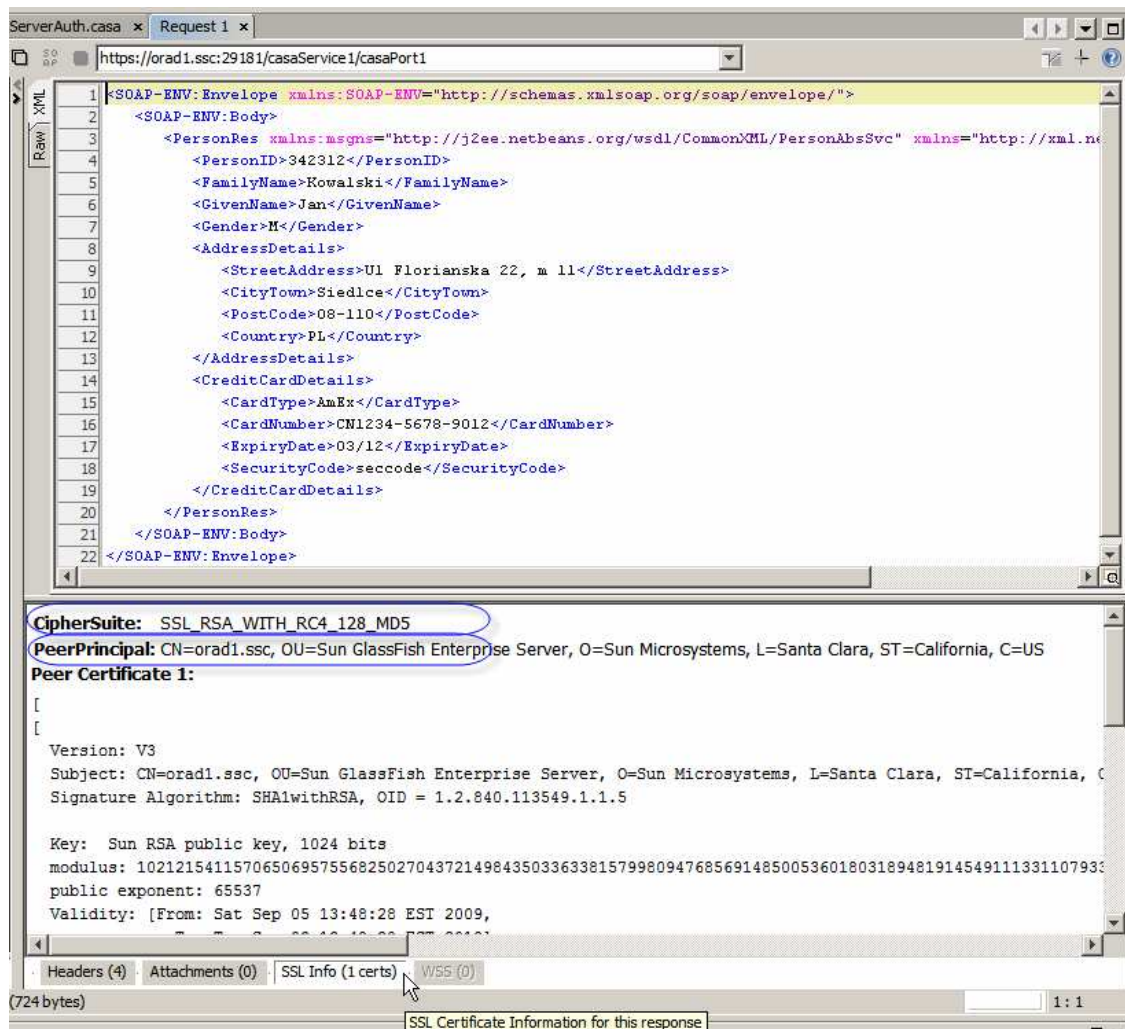 ServerAuth.casa x Request 1 x
SO AP https://orad1.ssc:29181/casaService1/casaPort1
XML
Raw
1 <SOAP-ENV:Envelope xmlns:SOAP-ENV="http://schemas.xmlsoap.org/soap/envelope/">
2 <SOAP-ENV:Body>
3 <PersonRes xmlns:msgns="http://j2ee.netbeans.org/wsdl/CommonXML/PersonAbsSvc" xmlns="http://xml.ne
4 <PersonID>342312</PersonID>
5 <FamilyName>Kowalski</FamilyName>
6 <GivenName>Jan</GivenName>
7 <Gender>M</Gender>
8 <AddressDetails>
9 <StreetAddress>Ul Florianska 22, m 11</StreetAddress>
10 <CityTown>Siedlce</CityTown>
11 <PostCode>08-110</PostCode>
12 <Country>PL</Country>
13 </AddressDetails>
14 <CreditCardDetails>
15 <CardType>AmEx</CardType>
16 <CardNumber>CN1234-5678-9012</CardNumber>
17 <ExpiryDate>03/12</ExpiryDate>
18 <SecurityCode>seccode</SecurityCode>
19 </CreditCardDetails>
20 </PersonRes>
21 </SOAP-ENV:Body>
22 </SOAP-ENV:Envelope>
CipherSuite: SSL_RSA_WITH_RC4_128_MD5
PeerPrincipal: CN=orad1.ssc, OU=Sun GlassFish Enterprise Server, O=Sun Microsystems, L=Santa Clara, ST=California, C=US
Peer Certificate 1:
[
[
Version: V3
Subject: CN=orad1.ssc, OU=Sun GlassFish Enterprise Server, O=Sun Microsystems, L=Santa Clara, ST=California,
Signature Algorithm: SHA1withRSA, OID = 1.2.840.113549.1.1.5
Key: Sun RSA public key, 1024 bits
modulus: 10212154115706506957556825027043721498435033633815799809476856914850053601803189481914549111331107933
public exponent: 65537
Validity: [From: Sat Sep 05 13:48:28 EST 2009,
Headers (4) Attachments (0) SSL Info (1 certs) WSS (0)
(724 bytes) 1 : 1
SSL Certificate Information for this response